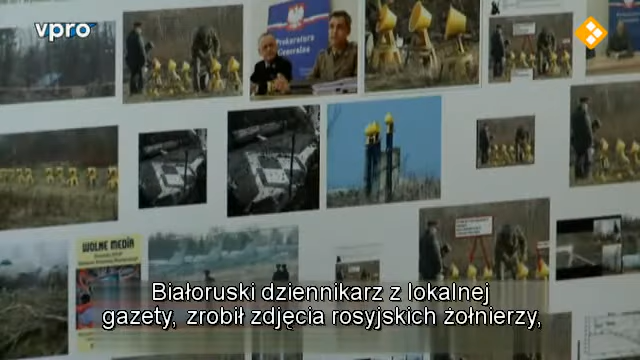 vpro
Prokuratura
Generalna
WOLNE MEDIA
Białoruski dziennikarz z lokalnej
gazety, zrobił zdjęcia rosyjskich żołnierzy,